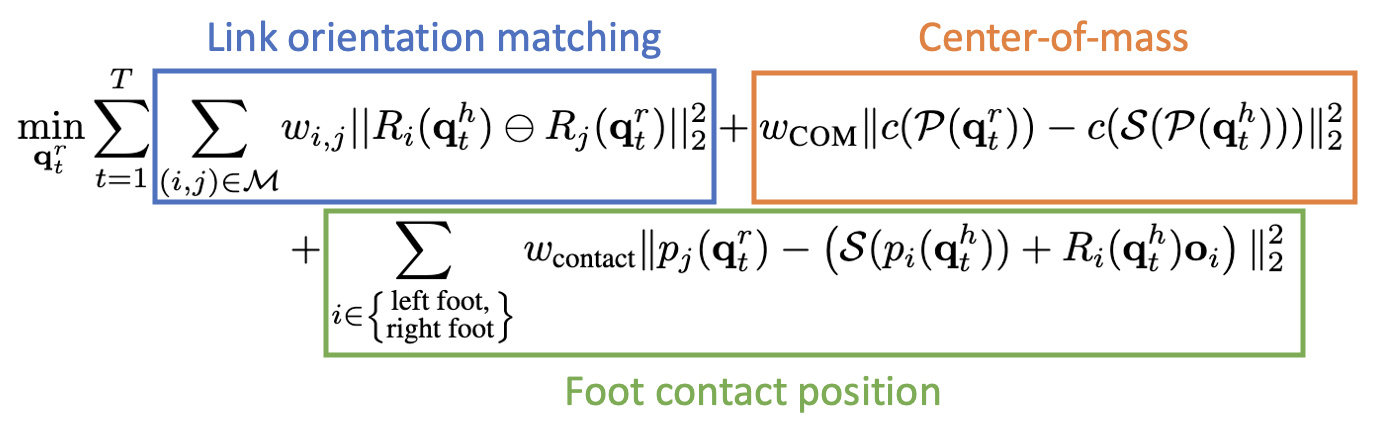 Link orientation matching Center-of-mass
\min_{\mathbf{q}_t^r} \sum_{t=1}^{T} \sum_{(i,j)\in\mathcal{M}} w_{i,j}||R_i(\mathbf{q}_t^h) \ominus R_j(\mathbf{q}_t^r)||_2^2 + w_{\text{COM}}\|c(\mathcal{P}(\mathbf{q}_t^r)) - c(\mathcal{S}(\mathcal{P}(\mathbf{q}_t^h)))\|_2^2
+ \sum_{i\in\left\{\substack{\text{left foot,}\\\text{right foot}}\right\}} w_{\text{contact}}\|p_j(\mathbf{q}_t^r) - \left(\mathcal{S}(p_i(\mathbf{q}_t^h)) + R_i(\mathbf{q}_t^h)\mathbf{o}_i\right)\|_2^2
Foot contact position